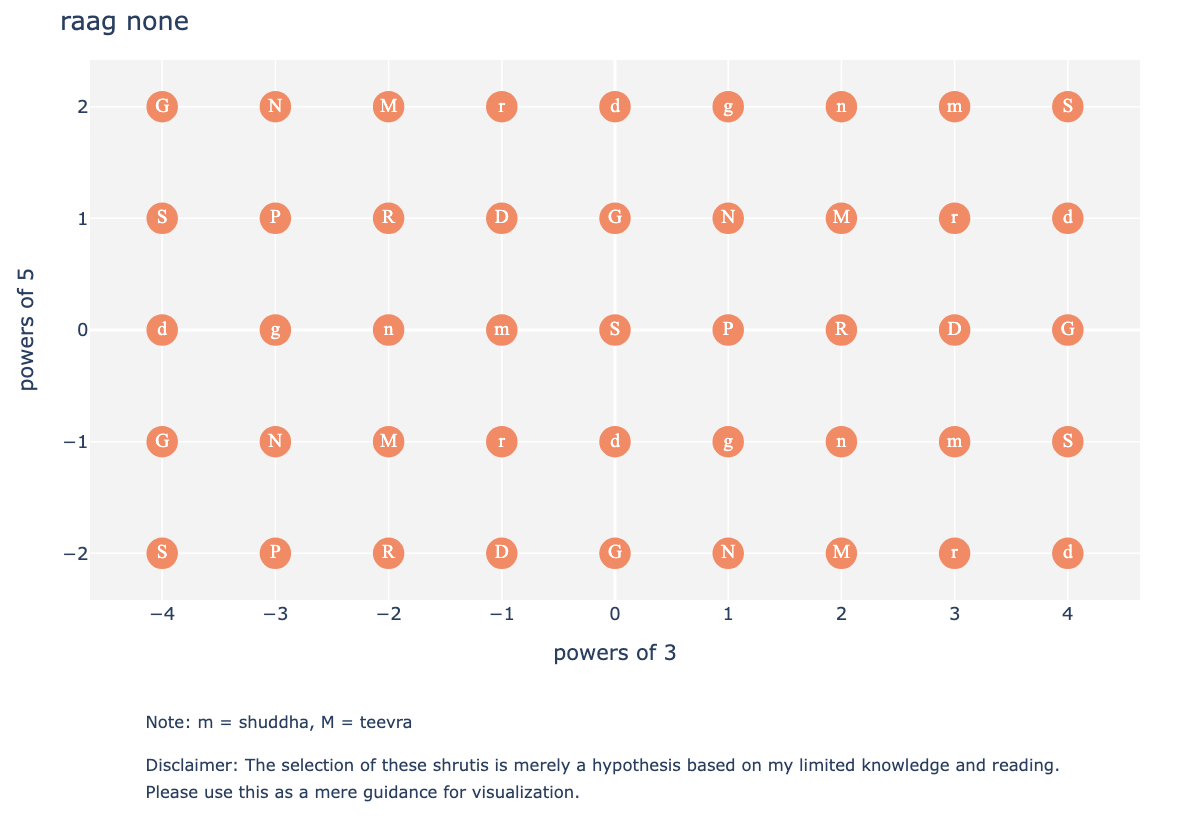 raag none
2 G N M r d g n m S
1 S P R D G N M r d
0 d g n m S P R D G
−1 G N M r d g n m S
−2 S P R D G N M r d
powers of 5
−4 −3 −2 −1 0 1 2 3 4
powers of 3
Note: m = shuddha, M = teevra
Disclaimer: The selection of these shrutis is merely a hypothesis based on my limited knowledge and reading.
Please use this as a mere guidance for visualization.